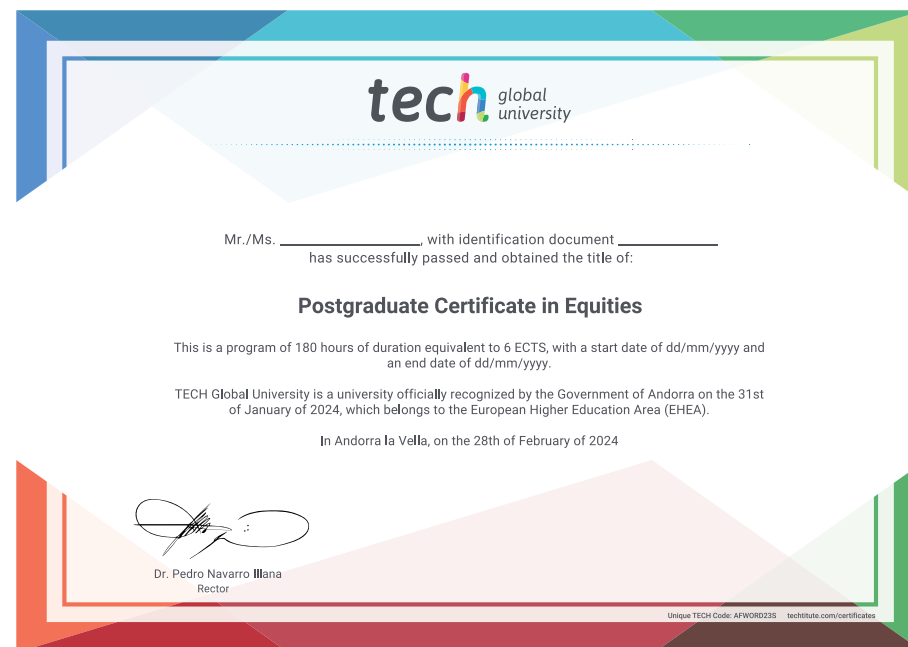 tech global university
Mr./Ms. ________________, with identification document ___________
has successfully passed and obtained the title of:
Postgraduate Certificate in Equities
This is a program of 180 hours of duration equivalent to 6 ECTS, with a start date of dd/mm/yyyy and
an end date of dd/mm/yyyy.
TECH Global University is a university officially recognized by the Government of Andorra on the 31st
of January of 2024, which belongs to the European Higher Education Area (EHEA).
In Andorra la Vella, on the 28th of February of 2024
Dr. Pedro Navarro Illana
Rector
Unique TECH Code: AFWORD23S techtitute.com/certificates